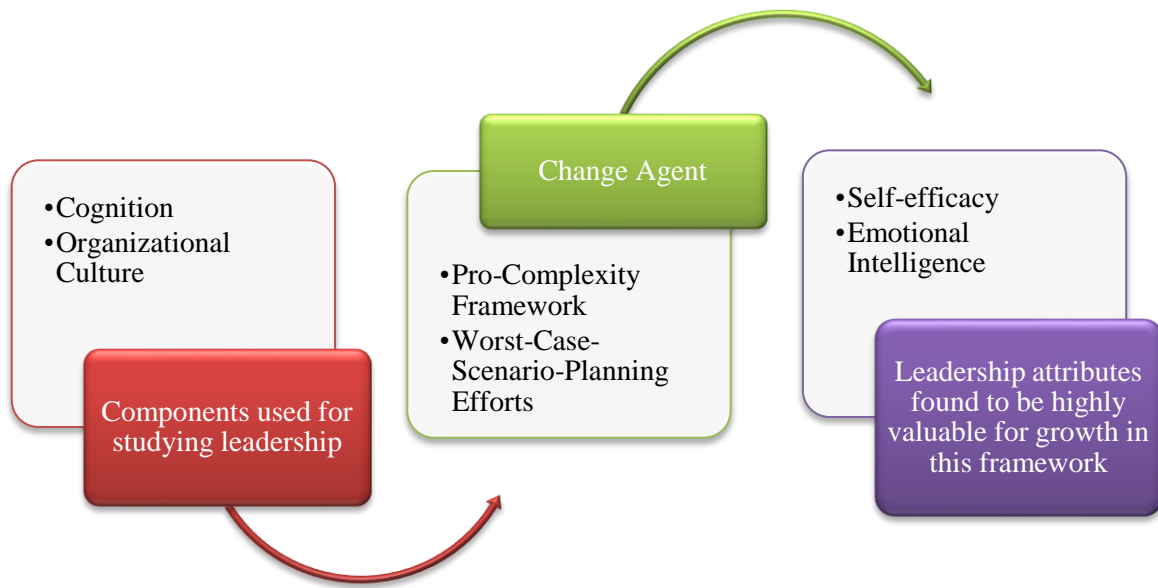 •Cognition
•Organizational
Culture
Components used for
studying leadership
Change Agent
•Pro-Complexity
Framework
•Worst-Case-
Scenario-Planning
Efforts
•Self-efficacy
•Emotional
Intelligence
Leadership attributes
found to be highly
valuable for growth in
this framework